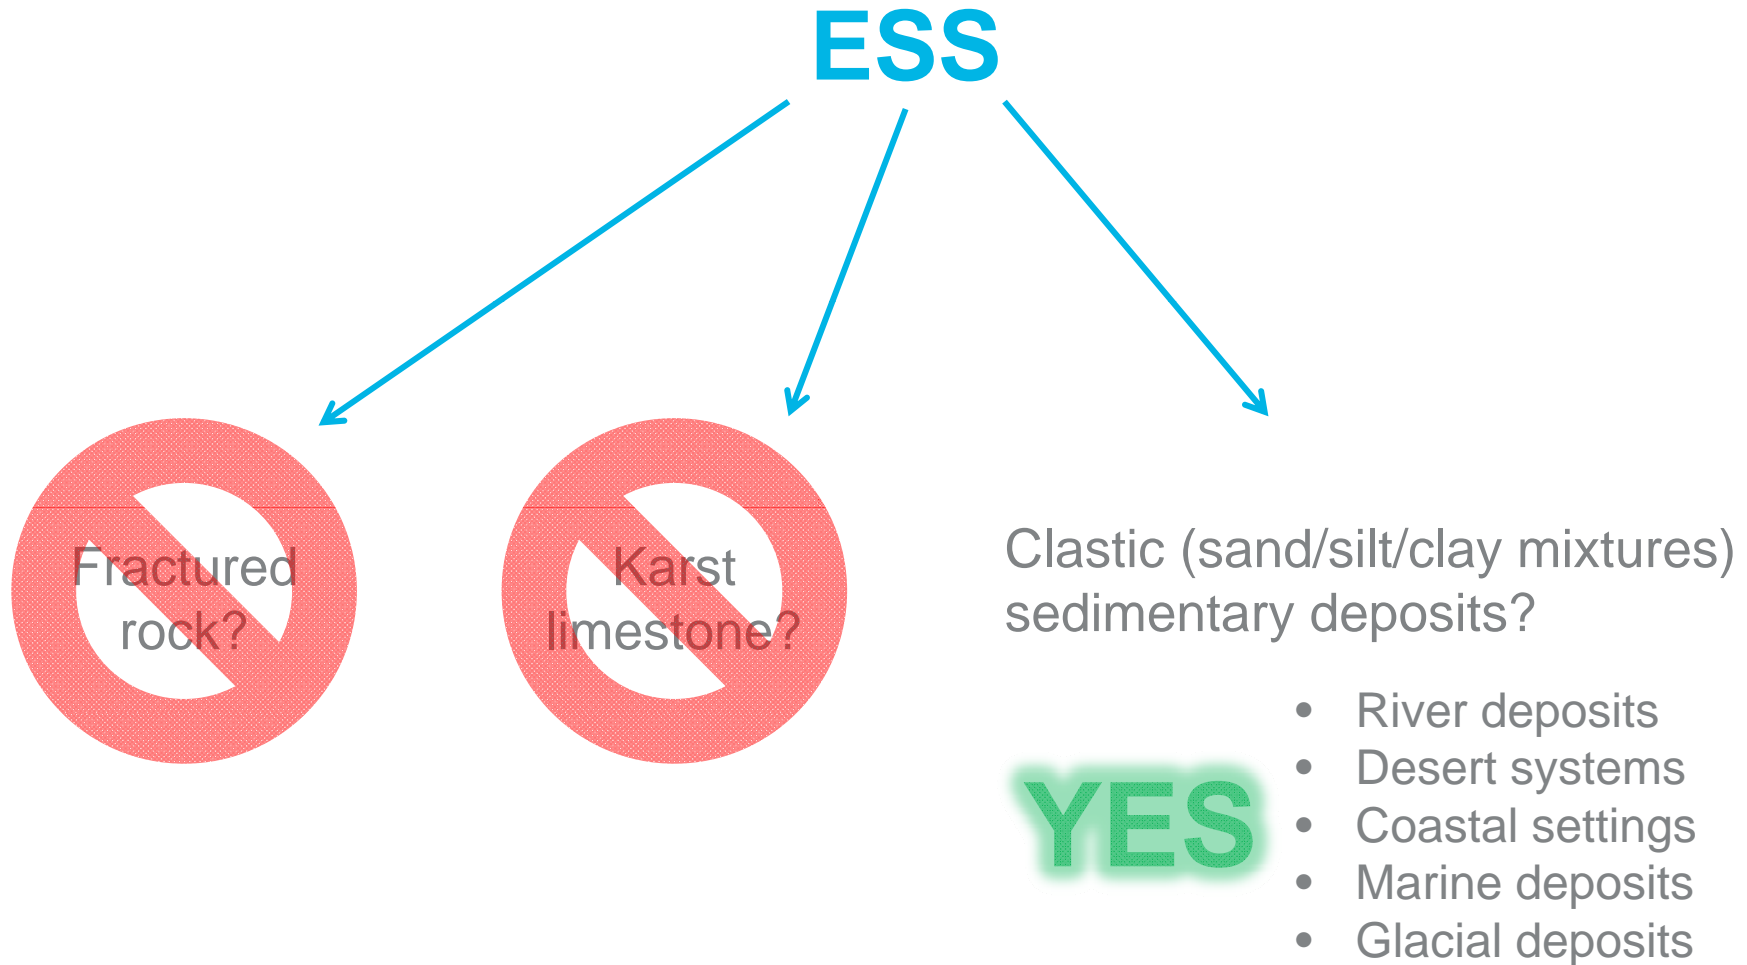 ESS
Fractured
rock?
Karst
limestone?
Clastic (sand/silt/clay mixtures)
sedimentary deposits?
YES
• River deposits
• Desert systems
• Coastal settings
• Marine deposits
• Glacial deposits